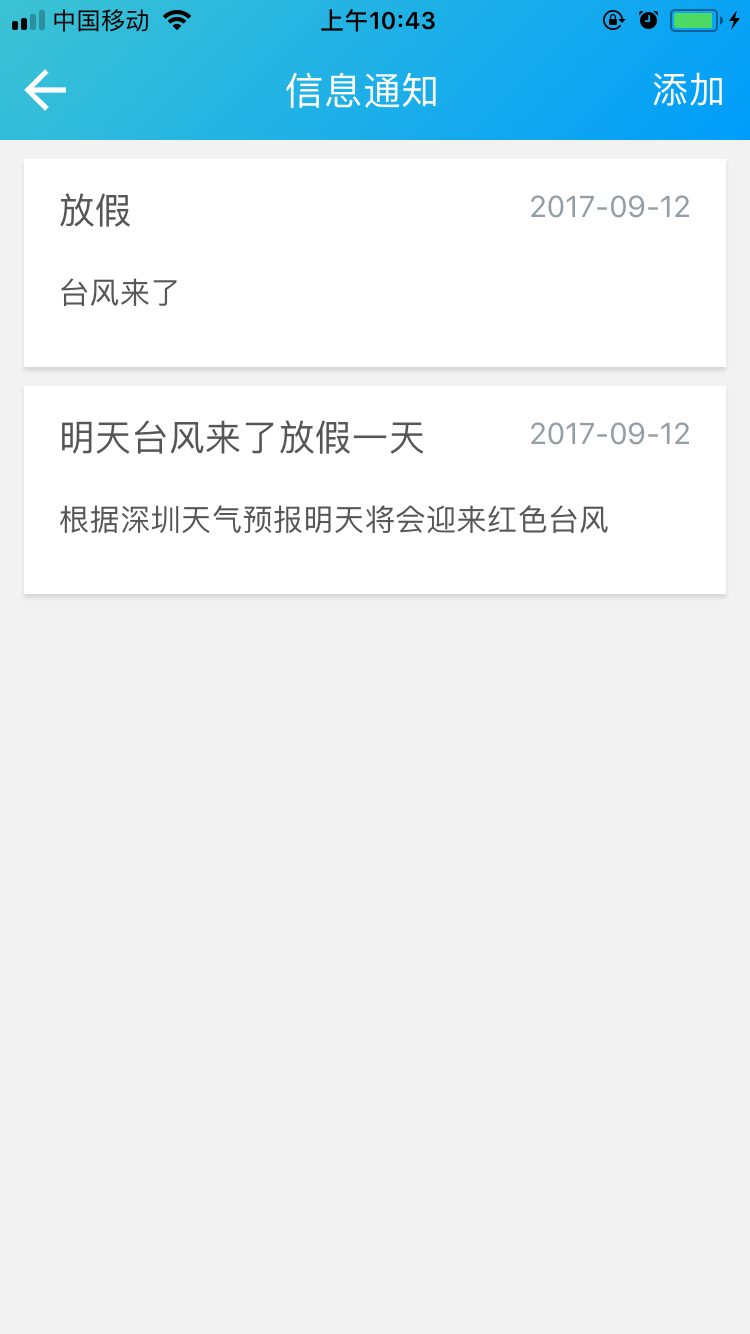 中国移动 上午10:43
信息通知 添加
放假 2017-09-12
台风来了
明天台风来了放假一天 2017-09-12
根据深圳天气预报明天将会迎来红色台风